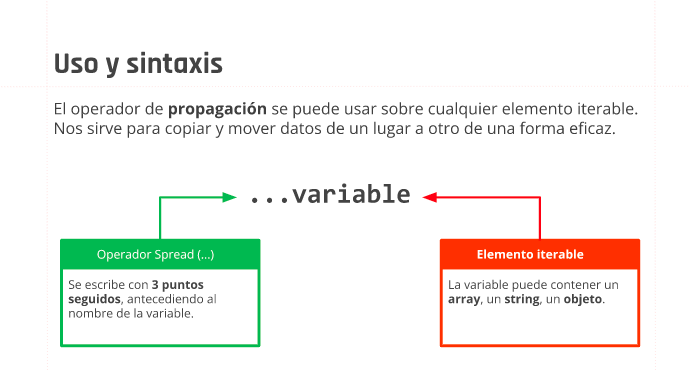 Uso y sintaxis
El operador de propagación se puede usar sobre cualquier elemento iterable.
Nos sirve para copiar y mover datos de un lugar a otro de una forma eficaz.
...variable
Operador Spread (...)
Se escribe con 3 puntos
seguidos, antecediendo al
nombre de la variable.
Elemento iterable
La variable puede contener un
array, un string, un objeto.